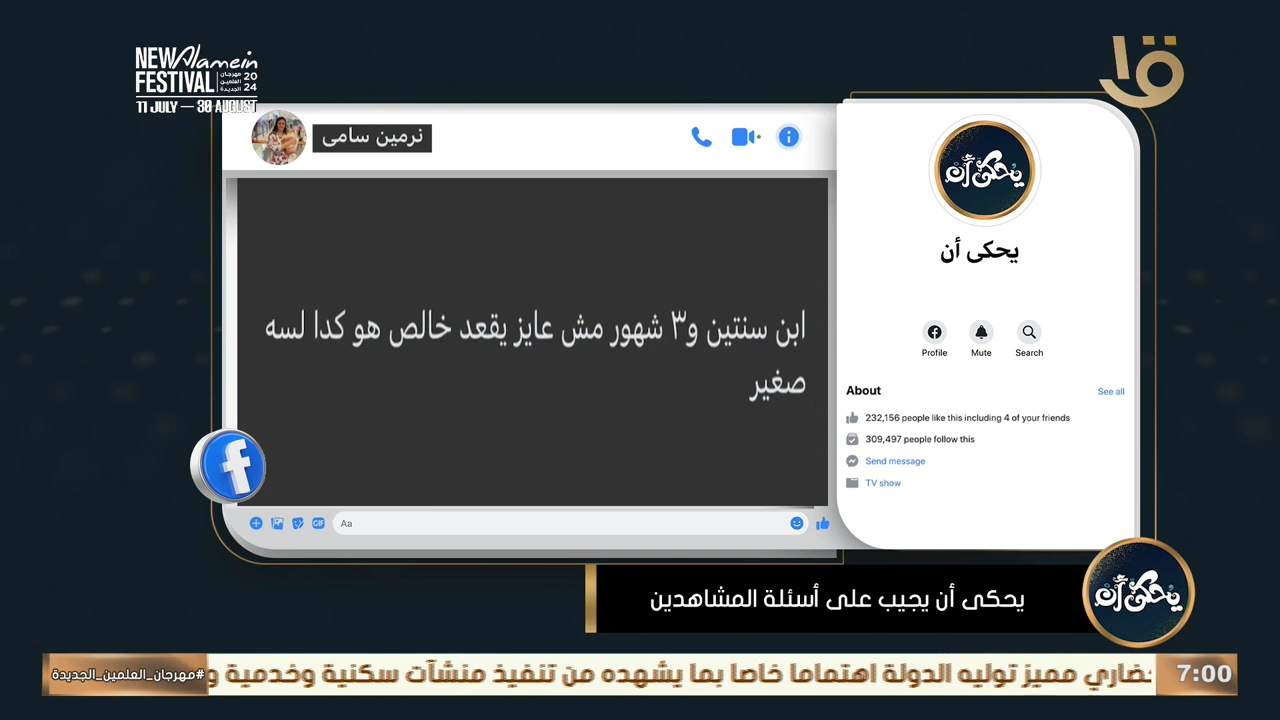 NEW Alamein
FESTIVAL
مهرجان
العلمين
الجديدة
2024
11 JULY — 30 AUGUST
نرمين سامى
ابن سنتين و٣ شهور مش عايز يقعد خالص هو كدا لسه
صغير
Aa
GIF
يحكى أن
يحكى أن
Profile
Mute
Search
About
See all
232,156 people like this including 4 of your friends
309,497 people follow this
Send message
TV show
يحكى أن يجيب على أسئلة المشاهدين
يحكى أن
مميز توليه الدولة اهتماما خاصا بما يشهده من تنفيذ منشآت سكنية وخدمية و
#مهرجان_العلمين_الجديدة
7:00